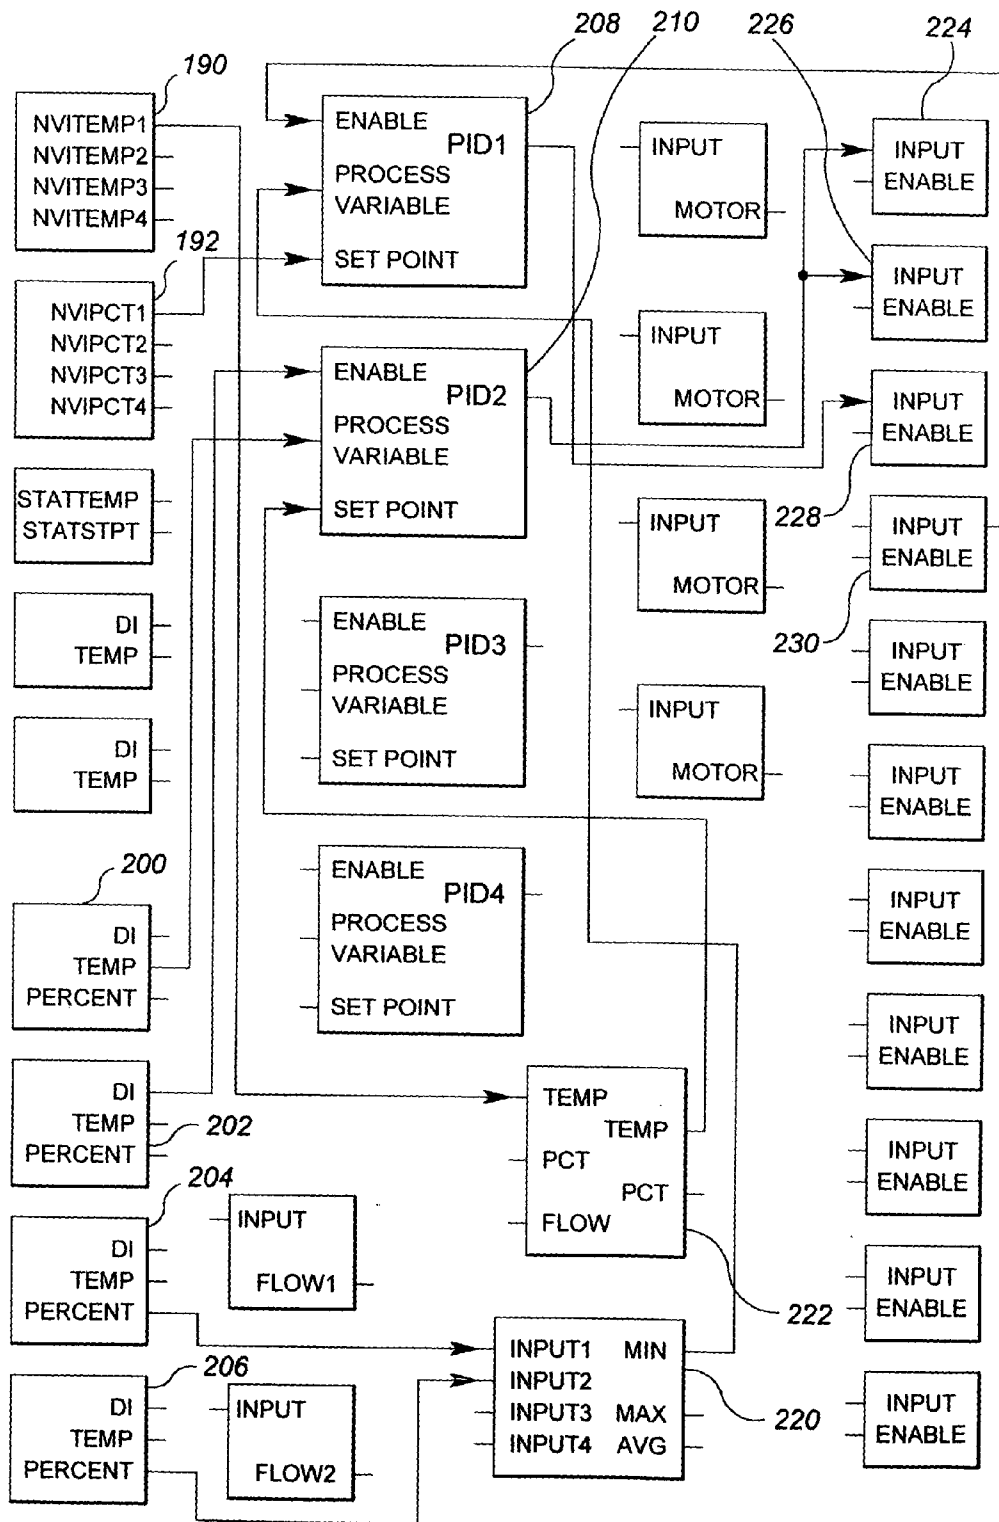 190
NVITEMP1
NVITEMP2
NVITEMP3
NVITEMP4
192
NVIPCT1
NVIPCT2
NVIPCT3
NVIPCT4
STATTEMP
STATSTPT
DI
TEMP
DI
TEMP
200
DI
TEMP
PERCENT
DI
TEMP
PERCENT
202
204
DI
TEMP
PERCENT
206
DI
TEMP
PERCENT
INPUT
FLOW1
INPUT
FLOW2
208
ENABLE
PID1
PROCESS
VARIABLE
SET POINT
210
ENABLE
PID2
PROCESS
VARIABLE
SET POINT
ENABLE
PID3
PROCESS
VARIABLE
SET POINT
ENABLE
PID4
PROCESS
VARIABLE
SET POINT
TEMP
TEMP
PCT
PCT
FLOW
222
INPUT1 MIN
INPUT2
INPUT3 MAX
INPUT4 AVG
220
INPUT
MOTOR
INPUT
MOTOR
INPUT
MOTOR
INPUT
MOTOR
226
224
INPUT
ENABLE
INPUT
ENABLE
INPUT
ENABLE
228
INPUT
ENABLE
230
INPUT
ENABLE
INPUT
ENABLE
INPUT
ENABLE
INPUT
ENABLE
INPUT
ENABLE
INPUT
ENABLE
INPUT
ENABLE